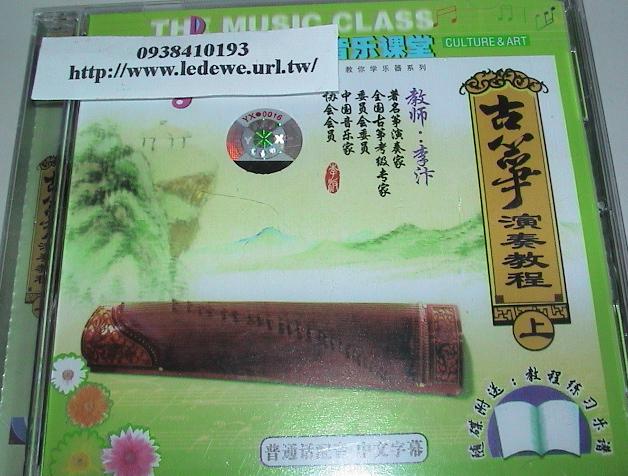 THE MUSIC CLASS
0938410193
http://www.ledewe.url.tw/
音乐课堂
CULTURE & ART
教你学乐器系列
YX●0016
教师:李汴
著名筝演奏家
全国古筝考级专家
委员会委员
中国音乐家
协会会员
古筝
演奏教程
上
普通话配音 中文字幕
随碟附送:教程练习乐谱